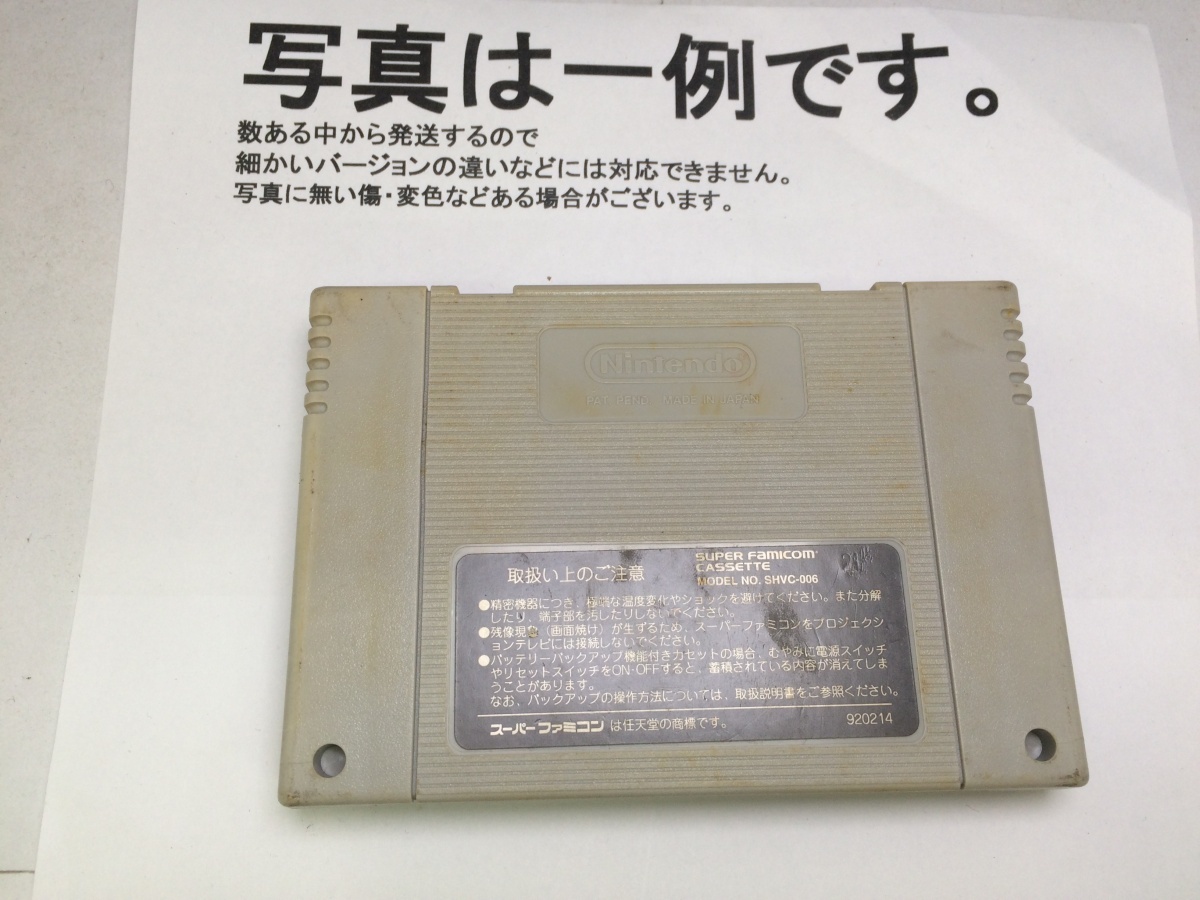 写真は一例です。
数ある中から発送するので
細かいバージョンの違いなどには対応できません。
写真に無い傷・変色などある場合がございます。
Nintendo
PAT. PEND. MADE IN JAPAN
取扱い上のご注意
SUPER Famicom
CASSETTE
MODEL NO. SHVC-006
●精密機器につき、極端な温度変化やショックを避けてください。また分解
したり、端子部を汚したりしないでください。
●残像現象（画面焼け）が生ずるため、スーパーファミコンをプロジェクシ
ョンテレビには接続しないでください。
●バッテリーバックアップ機能付きカセットの場合、むやみに電源スイッチ
やリセットスイッチをON・OFFすると、蓄積されている内容が消えてしま
うことがあります。
なお、バックアップの操作方法については、取扱説明書をご参照ください。
スーパーファミコンは任天堂の商標です。
920214